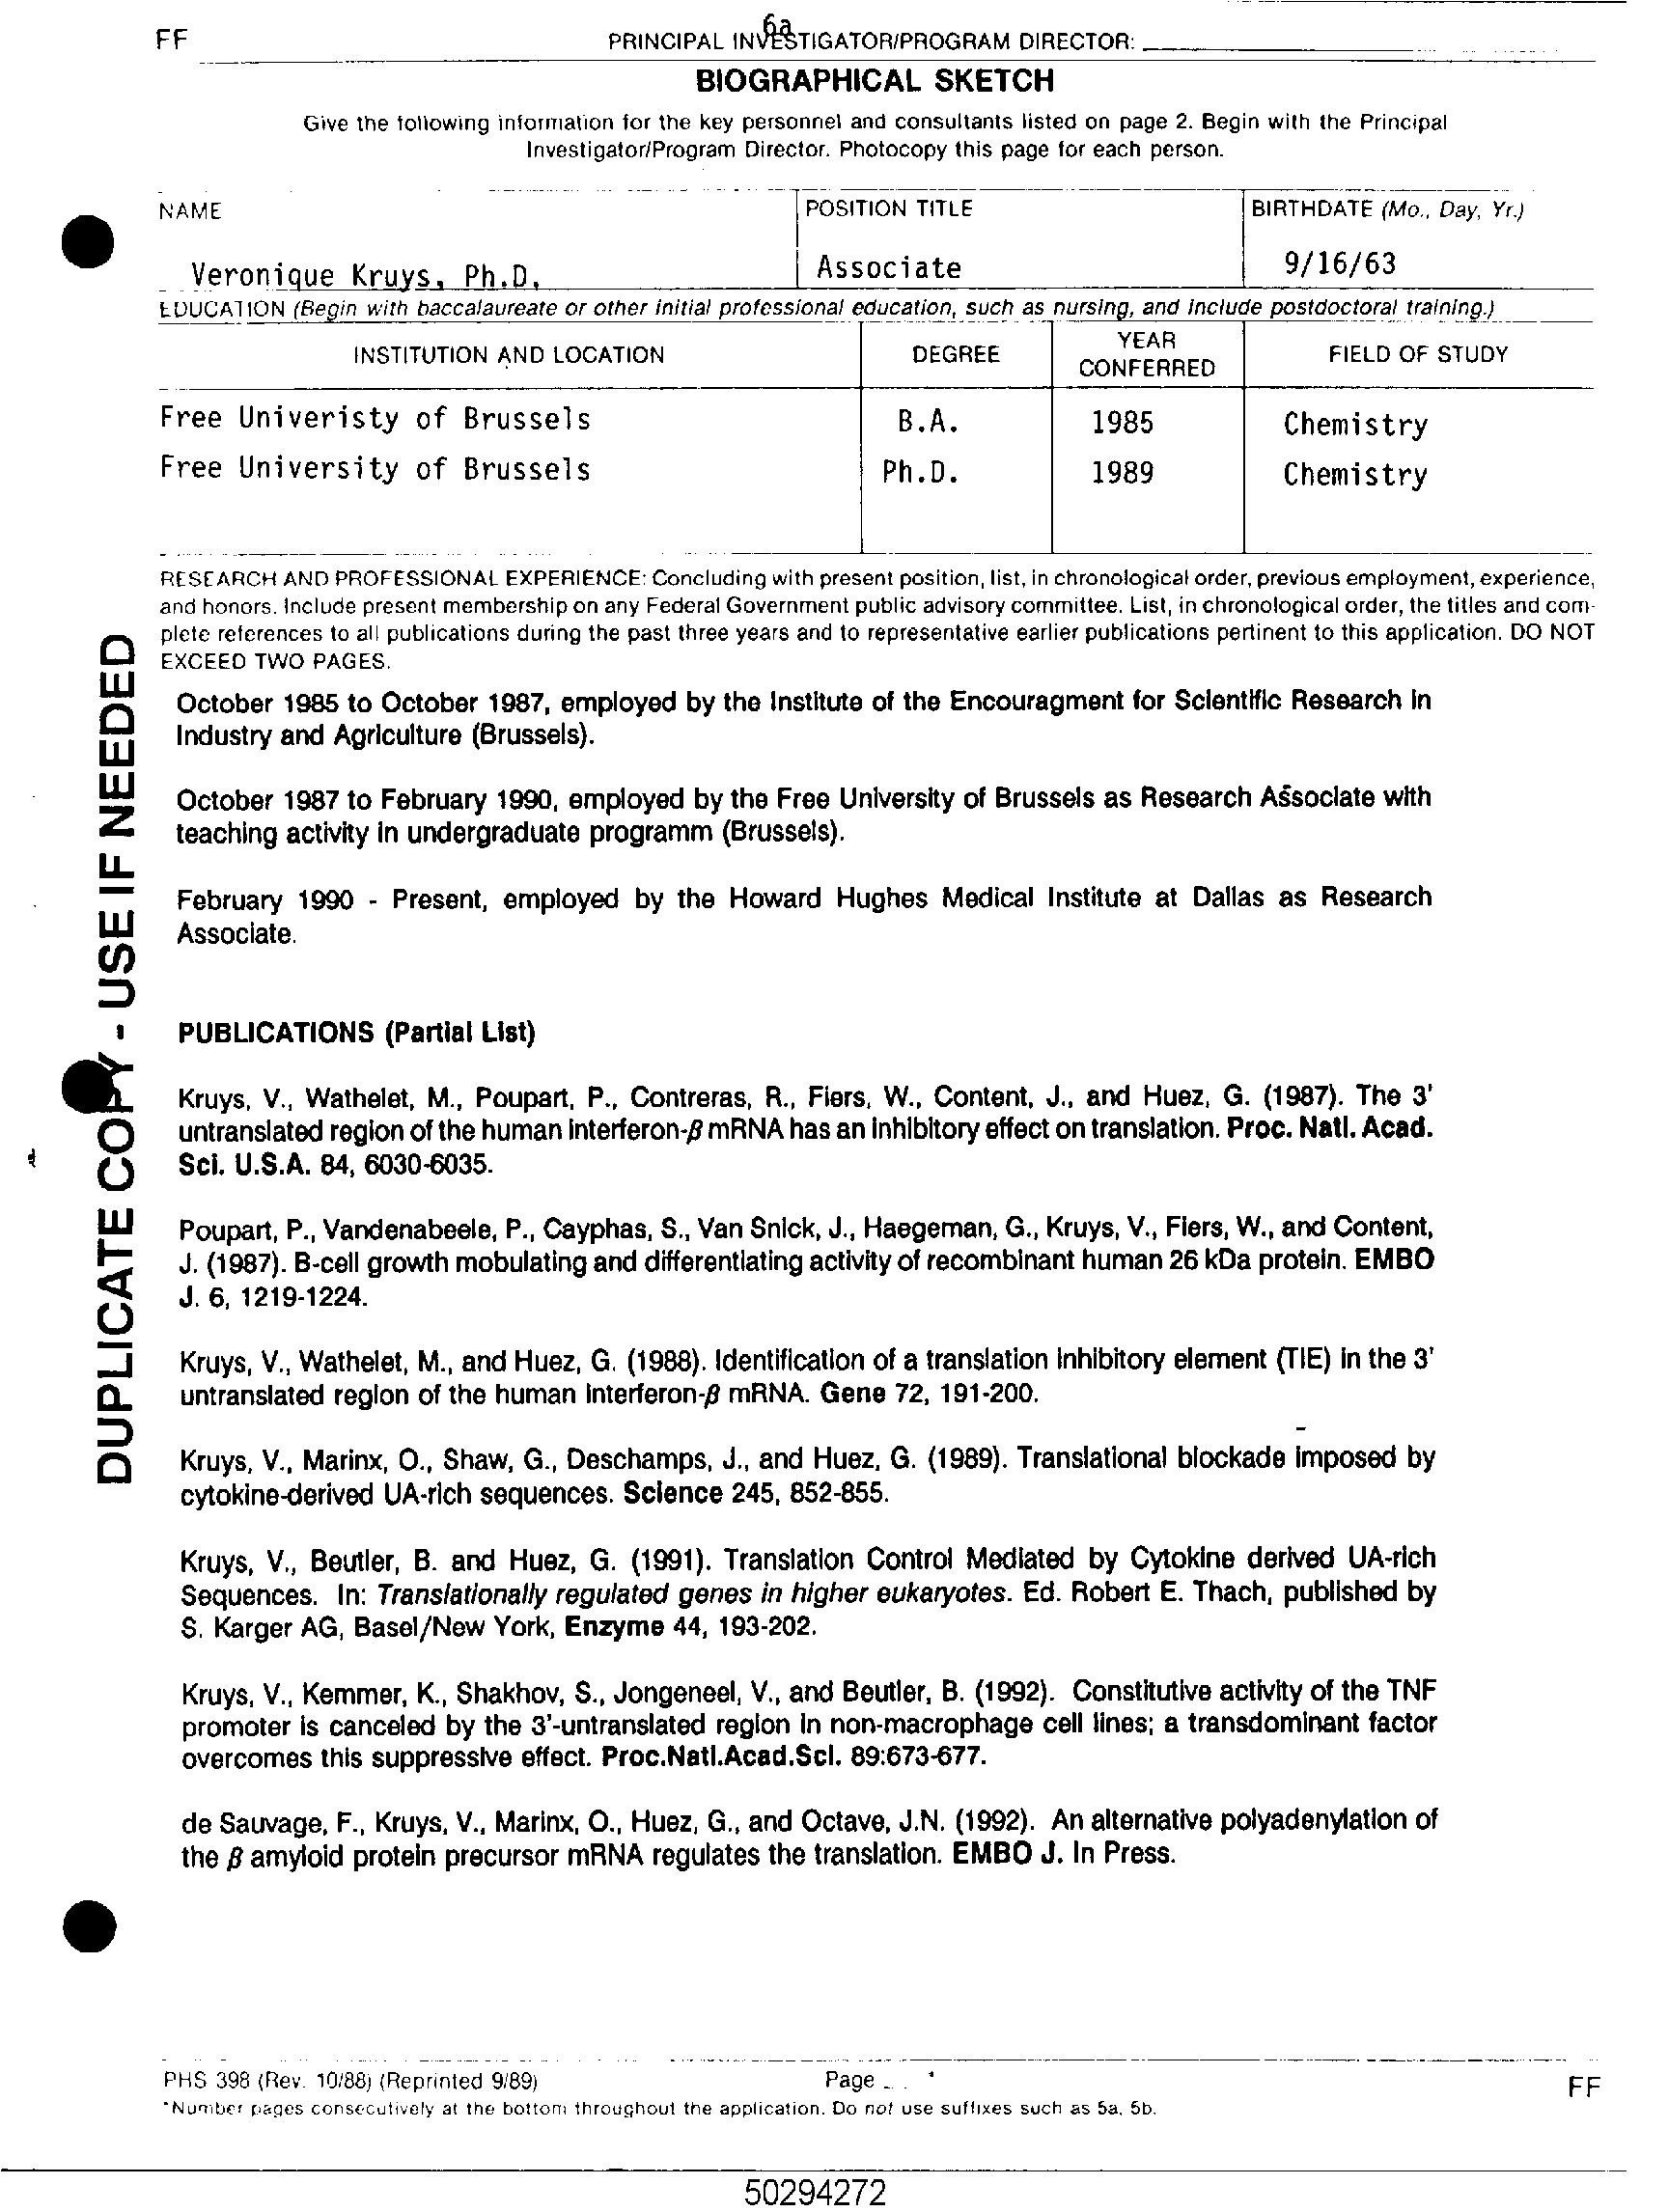 6a
FF
PRINCIPAL INVESTIGATOR/PROGRAM DIRECTOR:
BIOGRAPHICAL SKETCH
Give the following information for the key personnel and consultants listed on page 2. Begin with the Principal
Investigator/Program Director. Photocopy this page for each person.
NAME
POSITION TITLE
BIRTHDATE (Mo., Day, Yr.)
Veronique Kruys, Ph.D.
Associate
9/16/63
EDUCATION (Begin with baccalaureate or other initial professional education, such as nursing, and include postdoctoral training.)
INSTITUTION AND LOCATION
DEGREE
YEAR
CONFERRED
FIELD OF STUDY
Free Univeristy of Brussels B.A. 1985 Chemistry
Free University of Brussels Ph.D. 1989 Chemistry
RESEARCH AND PROFESSIONAL EXPERIENCE: Concluding with present position, list, in chronological order, previous employment, experience,
and honors. Include present membership on any Federal Government public advisory committee. List, in chronological order, the titles and com-
plete references to all publications during the past three years and to representative earlier publications pertinent to this application. DO NOT
EXCEED TWO PAGES.
October 1985 to October 1987, employed by the Institute of the Encouragment for Scientific Research in
Industry and Agriculture (Brussels).
October 1987 to February 1990, employed by the Free University of Brussels as Research Associate with
teaching activity in undergraduate programm (Brussels).
February 1990 - Present, employed by the Howard Hughes Medical Institute at Dallas as Research
Associate.
PUBLICATIONS (Partial List)
Kruys, V., Wathelet, M., Poupart, P., Contreras, R., Fiers, W., Content, J., and Huez, G. (1987). The 3'
untranslated region of the human interferon-β mRNA has an inhibitory effect on translation. Proc. Natl. Acad.
Sci. U.S.A. 84, 6030-6035.
Poupart, P., Vandenabeele, P., Cayphas, S., Van Snick, J., Haegeman, G., Kruys, V., Fiers, W., and Content,
J. (1987). B-cell growth mobulating and differentiating activity of recombinant human 26 kDa protein. EMBO
J. 6, 1219-1224.
Kruys, V., Wathelet, M., and Huez, G. (1988). Identification of a translation inhibitory element (TIE) in the 3'
untranslated region of the human interferon-β mRNA. Gene 72, 191-200.
Kruys, V., Marinx, O., Shaw, G., Deschamps, J., and Huez, G. (1989). Translational blockade imposed by
cytokine-derived UA-rich sequences. Science 245, 852-855.
Kruys, V., Beutler, B. and Huez, G. (1991). Translation Control Mediated by Cytokine derived UA-rich
Sequences. In: Translationally regulated genes in higher eukaryotes. Ed. Robert E. Thach, published by
S. Karger AG, Basel/New York, Enzyme 44, 193-202.
Kruys, V., Kemmer, K., Shakhov, S., Jongeneel, V., and Beutler, B. (1992). Constitutive activity of the TNF
promoter is canceled by the 3'-untranslated region in non-macrophage cell lines; a transdominant factor
overcomes this suppressive effect. Proc.Natl.Acad.Sci. 89:673-677.
de Sauvage, F., Kruys, V., Marinx, O., Huez, G., and Octave, J.N. (1992). An alternative polyadenylation of
the β amyloid protein precursor mRNA regulates the translation. EMBO J. In Press.
DUPLICATE COPY - USE IF NEEDED
PHS 398 (Rev. 10/88) (Reprinted 9/89)
Page *
FF
*Number pages consecutively at the bottom throughout the application. Do not use suffixes such as 5a, 5b.
50294272